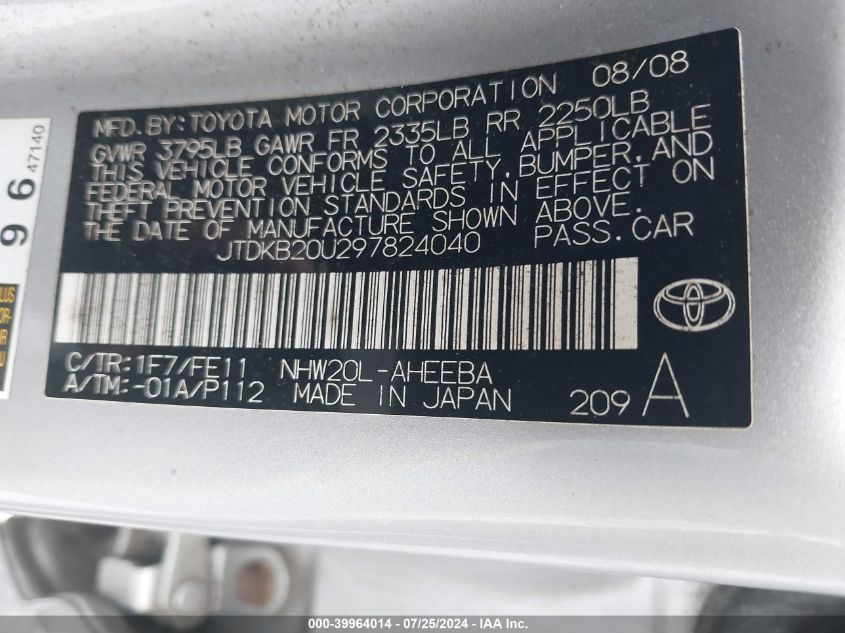 MFD. BY: TOYOTA MOTOR CORPORATION 08/08
GVWR 3795LB GAWR FR 2335LB RR 2250LB
THIS VEHICLE CONFORMS TO ALL APPLICABLE
FEDERAL MOTOR VEHICLE SAFETY, BUMPER, AND
THEFT PREVENTION STANDARDS IN EFFECT ON
THE DATE OF MANUFACTURE SHOWN ABOVE.
JTDKB20U297824040 PASS. CAR
C/TR: 1F7/FE11 NHW20L-AHEEBA
A/TM: -01A/P112 MADE IN JAPAN 209 A
96
47140
LUS
OR-
IR
U
000-39964014 - 07/25/2024 - IAA Inc.